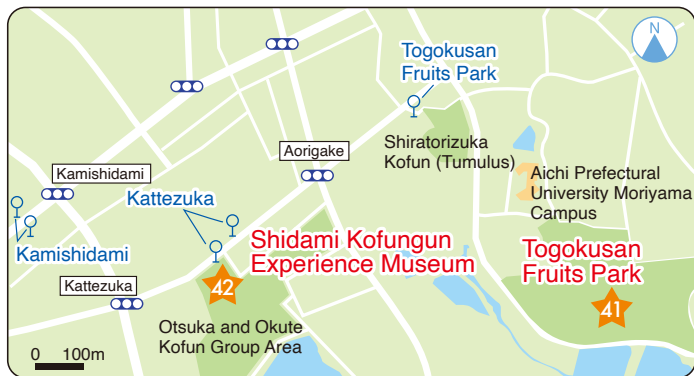 N
Togokusan
Fruits Park
Shiratorizuka
Kofun (Tumulus)
Aorigake
Aichi Prefectural
University Moriyama
Campus
Kamishidami
Kattezuka
Kamishidami
Shidami Kofungun
Experience Museum
Togokusan
Fruits Park
Kattezuka
42
41
Otsuka and Okute
Kofun Group Area
0 100m